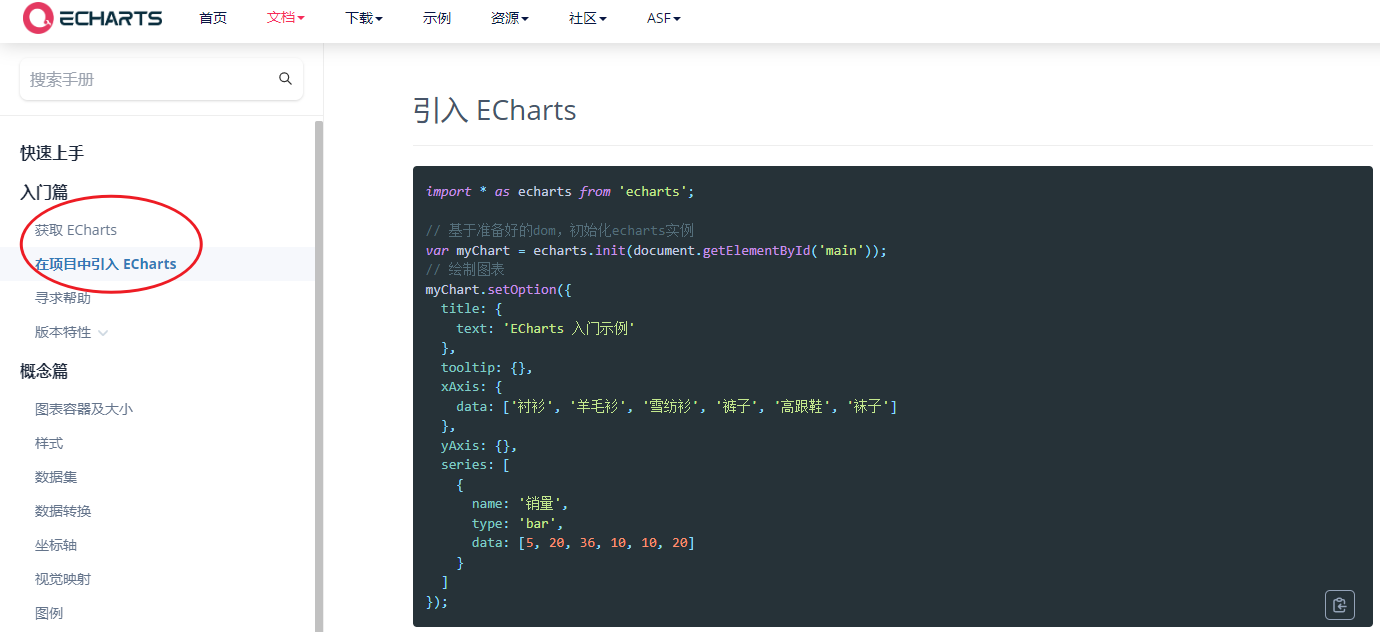 ECHARTS 首页 文档 下载 示例 资源 社区 ASF
搜索手册
快速上手
入门篇
获取 ECharts
在项目中引入 ECharts
寻求帮助
版本特性
概念篇
图表容器及大小
样式
数据集
数据转换
坐标轴
视觉映射
图例
引入 ECharts
import * as echarts from 'echarts';
// 基于准备好的dom，初始化echarts实例
var myChart = echarts.init(document.getElementById('main'));
// 绘制图表
myChart.setOption({
  title: {
    text: 'ECharts 入门示例'
  },
  tooltip: {},
  xAxis: {
    data: ['衬衫', '羊毛衫', '雪纺衫', '裤子', '高跟鞋', '袜子']
  },
  yAxis: {},
  series: [
    {
      name: '销量',
      type: 'bar',
      data: [5, 20, 36, 10, 10, 20]
    }
  ]
});